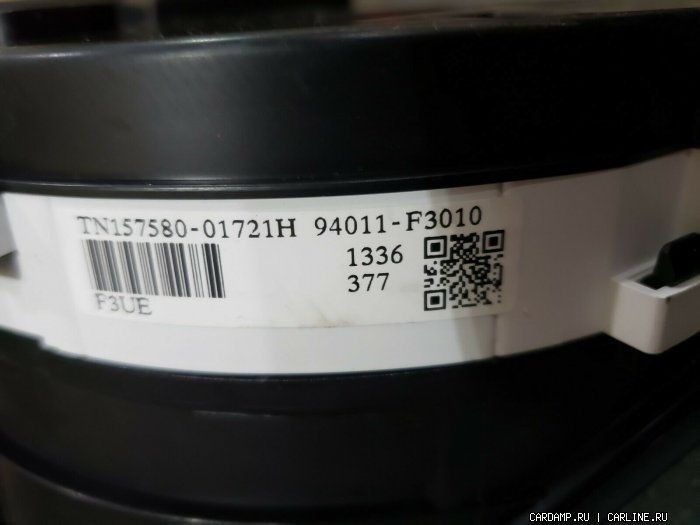 TN157580-01721H 94011-F3010
1336
377
F3UE
CARDAMP.RU | CARLINE.RU